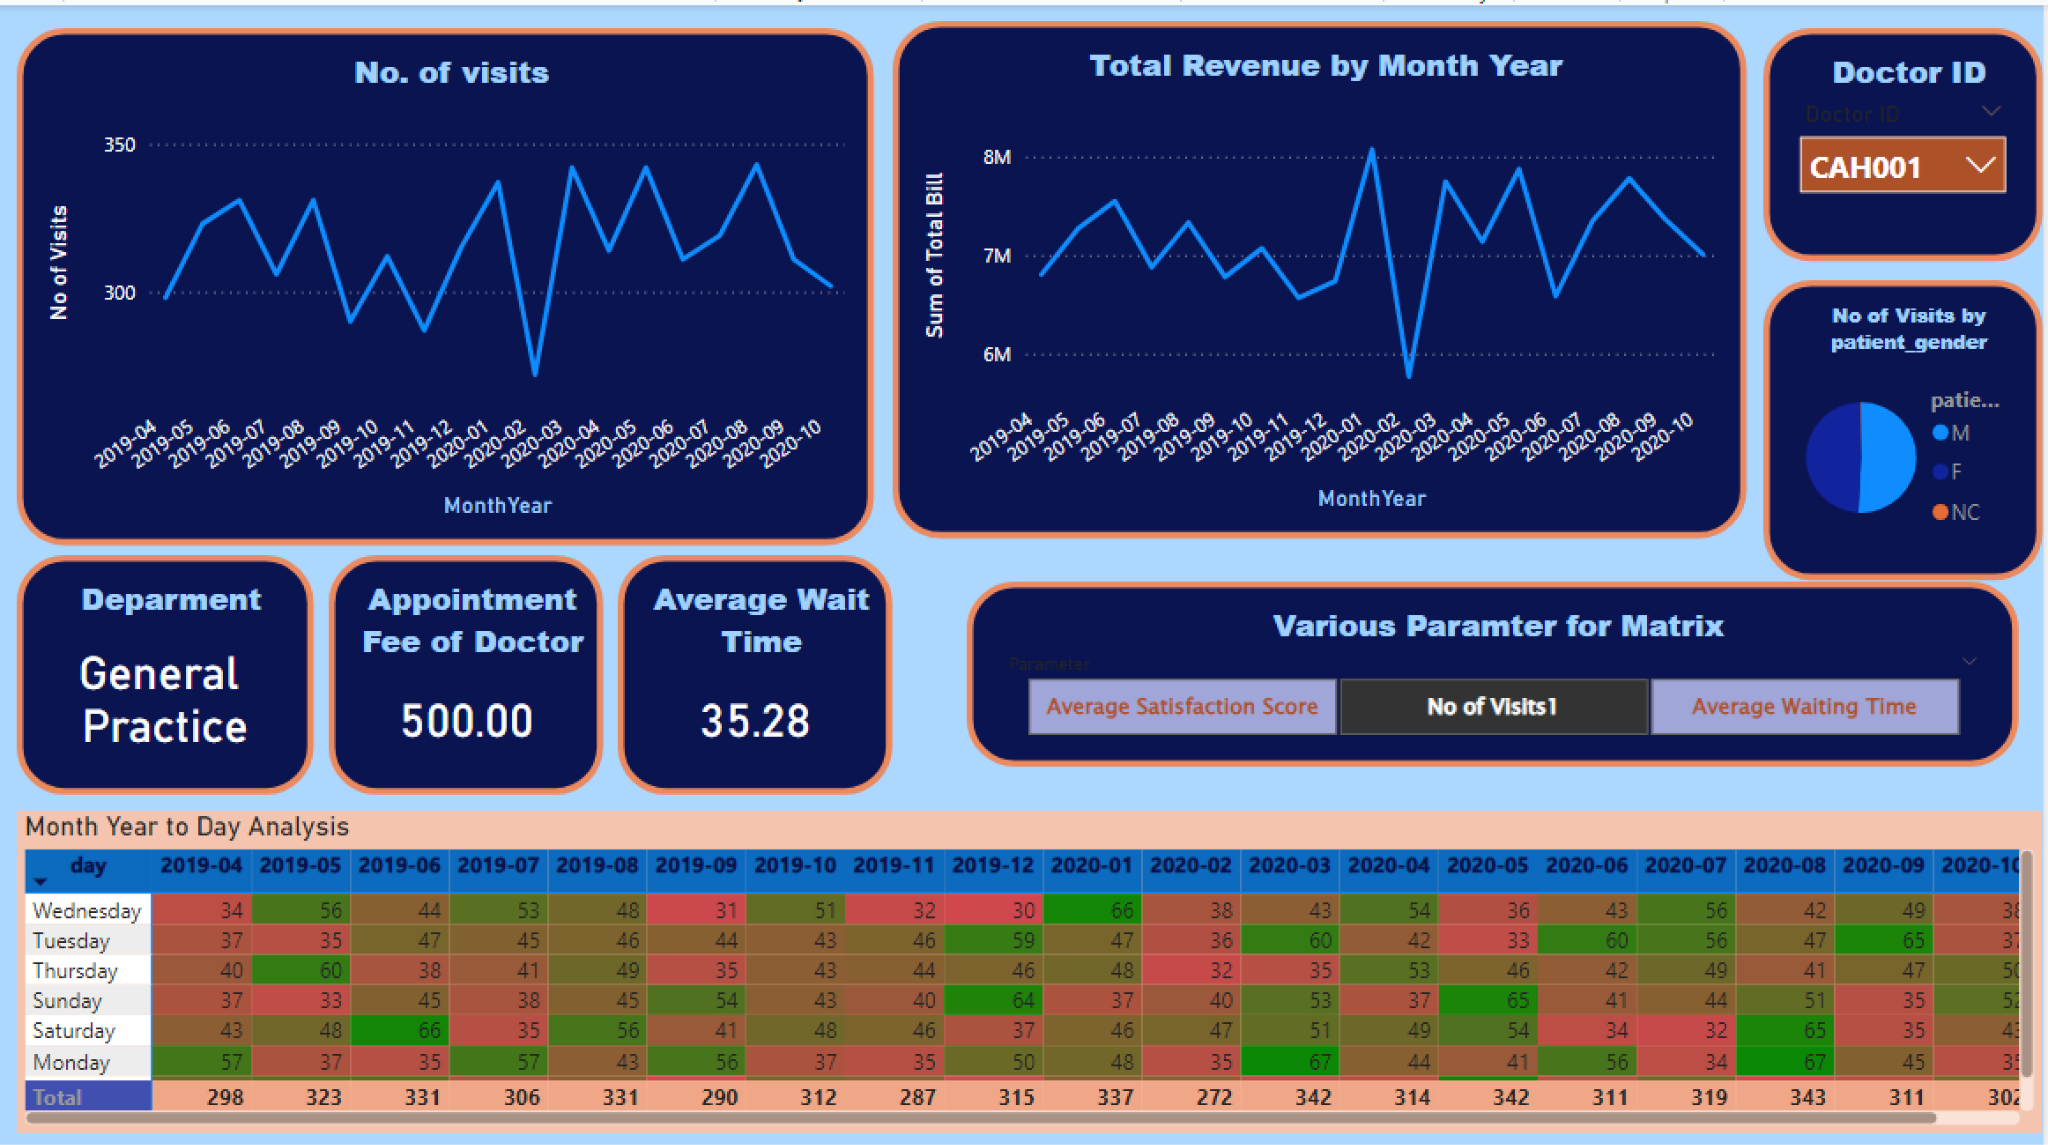 No. of visits
No of Visits
350
300
2019-04 2019-05 2019-06 2019-07 2019-08 2019-09 2019-10 2019-11 2019-12 2020-01 2020-02 2020-03 2020-04 2020-05 2020-06 2020-07 2020-08 2020-09 2020-10
MonthYear
Total Revenue by Month Year
Sum of Total Bill
8M
7M
6M
2019-04 2019-05 2019-06 2019-07 2019-08 2019-09 2019-10 2019-11 2019-12 2020-01 2020-02 2020-03 2020-04 2020-05 2020-06 2020-07 2020-08 2020-09 2020-10
MonthYear
Doctor ID
Doctor ID
CAH001
No of Visits by
patient_gender
patie...
M
F
NC
Deparment
General
Practice
Appointment
Fee of Doctor
500.00
Average Wait
Time
35.28
Various Paramter for Matrix
Parameter
Average Satisfaction Score No of Visits1 Average Waiting Time
Month Year to Day Analysis
day 2019-04 2019-05 2019-06 2019-07 2019-08 2019-09 2019-10 2019-11 2019-12 2020-01 2020-02 2020-03 2020-04 2020-05 2020-06 2020-07 2020-08 2020-09 2020-10
Wednesday 34 56 44 53 48 31 51 32 30 66 38 43 54 36 43 56 42 49 38
Tuesday 37 35 47 45 46 44 43 46 59 47 36 60 42 33 60 56 47 65 37
Thursday 40 60 38 41 49 35 43 44 46 48 32 35 53 46 42 49 41 47 50
Sunday 37 33 45 38 45 54 43 40 64 37 40 53 37 65 41 44 51 35 52
Saturday 43 48 66 35 56 41 48 46 37 46 47 51 49 54 34 32 65 35 43
Monday 57 37 35 57 43 56 37 35 50 48 35 67 44 41 56 34 67 45 35
Total 298 323 331 306 331 290 312 287 315 337 272 342 314 342 311 319 343 311 302